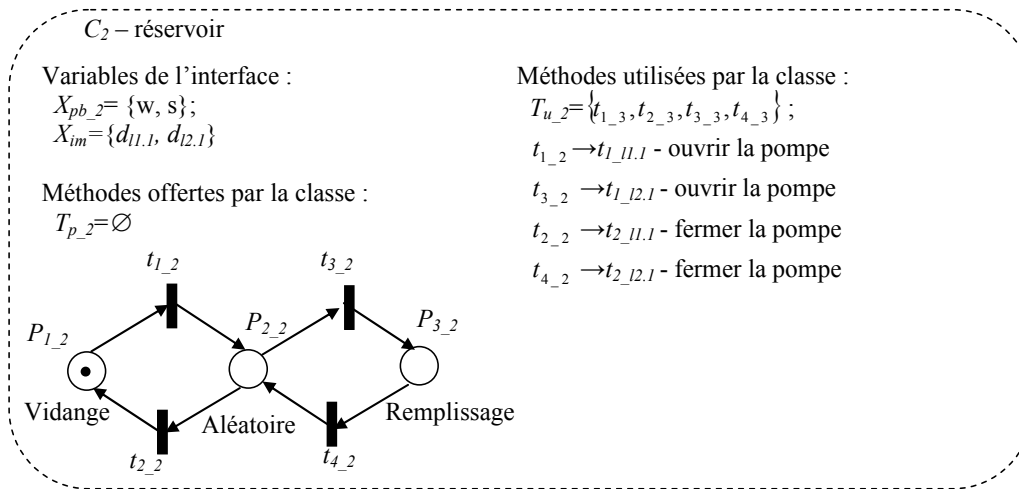 C2 – réservoir
Variables de l’interface :
Xpb_2= {w, s};
Xim={dl1.1, dl2.1}
Méthodes offertes par la classe :
Tp_2=∅
Méthodes utilisées par la classe :
Tu_2={t1_3, t2_3, t3_3, t4_3};
t1_2 →t1_l1.1 - ouvrir la pompe
t3_2 →t1_l2.1 - ouvrir la pompe
t2_2 →t2_l1.1 - fermer la pompe
t4_2 →t2_l2.1 - fermer la pompe
t1_2
t3_2
P1_2
P2_2
P3_2
Vidange
Aléatoire
Remplissage
t2_2
t4_2